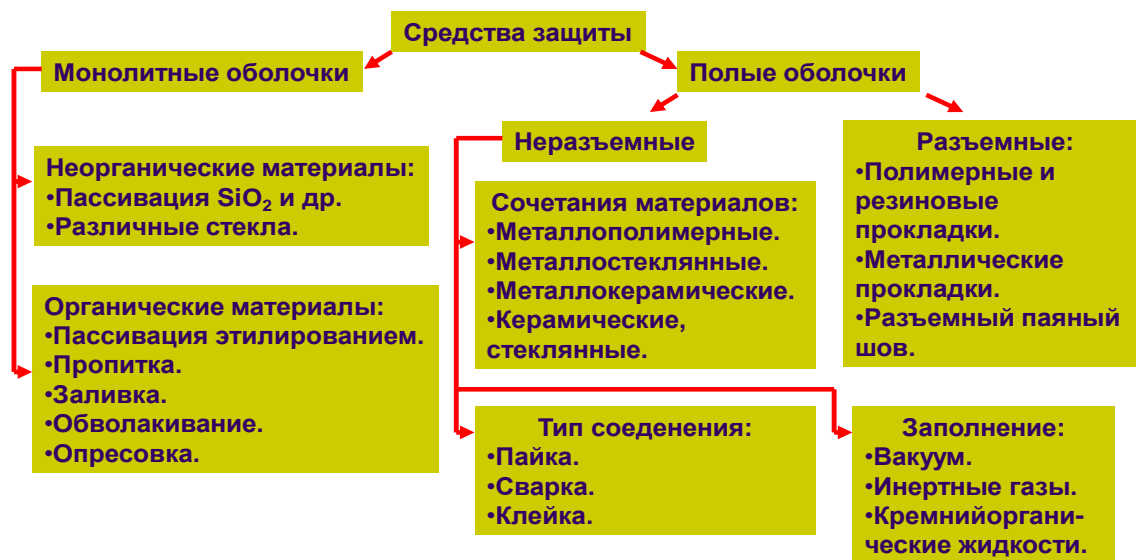 Средства защиты
Монолитные оболочки
Полые оболочки
Неорганические материалы:
•Пассивация SiO₂ и др.
•Различные стекла.
Органические материалы:
•Пассивация этилированием.
•Пропитка.
•Заливка.
•Обволакивание.
•Опресовка.
Неразъемные
Сочетания материалов:
•Металлополимерные.
•Металлостеклянные.
•Металлокерамические.
•Керамические,
стеклянные.
Тип соеденения:
•Пайка.
•Сварка.
•Клейка.
Разъемные:
•Полимерные и
резиновые
прокладки.
•Металлические
прокладки.
•Разъемный паяный
шов.
Заполнение:
•Вакуум.
•Инертные газы.
•Кремнийоргани-
ческие жидкости.